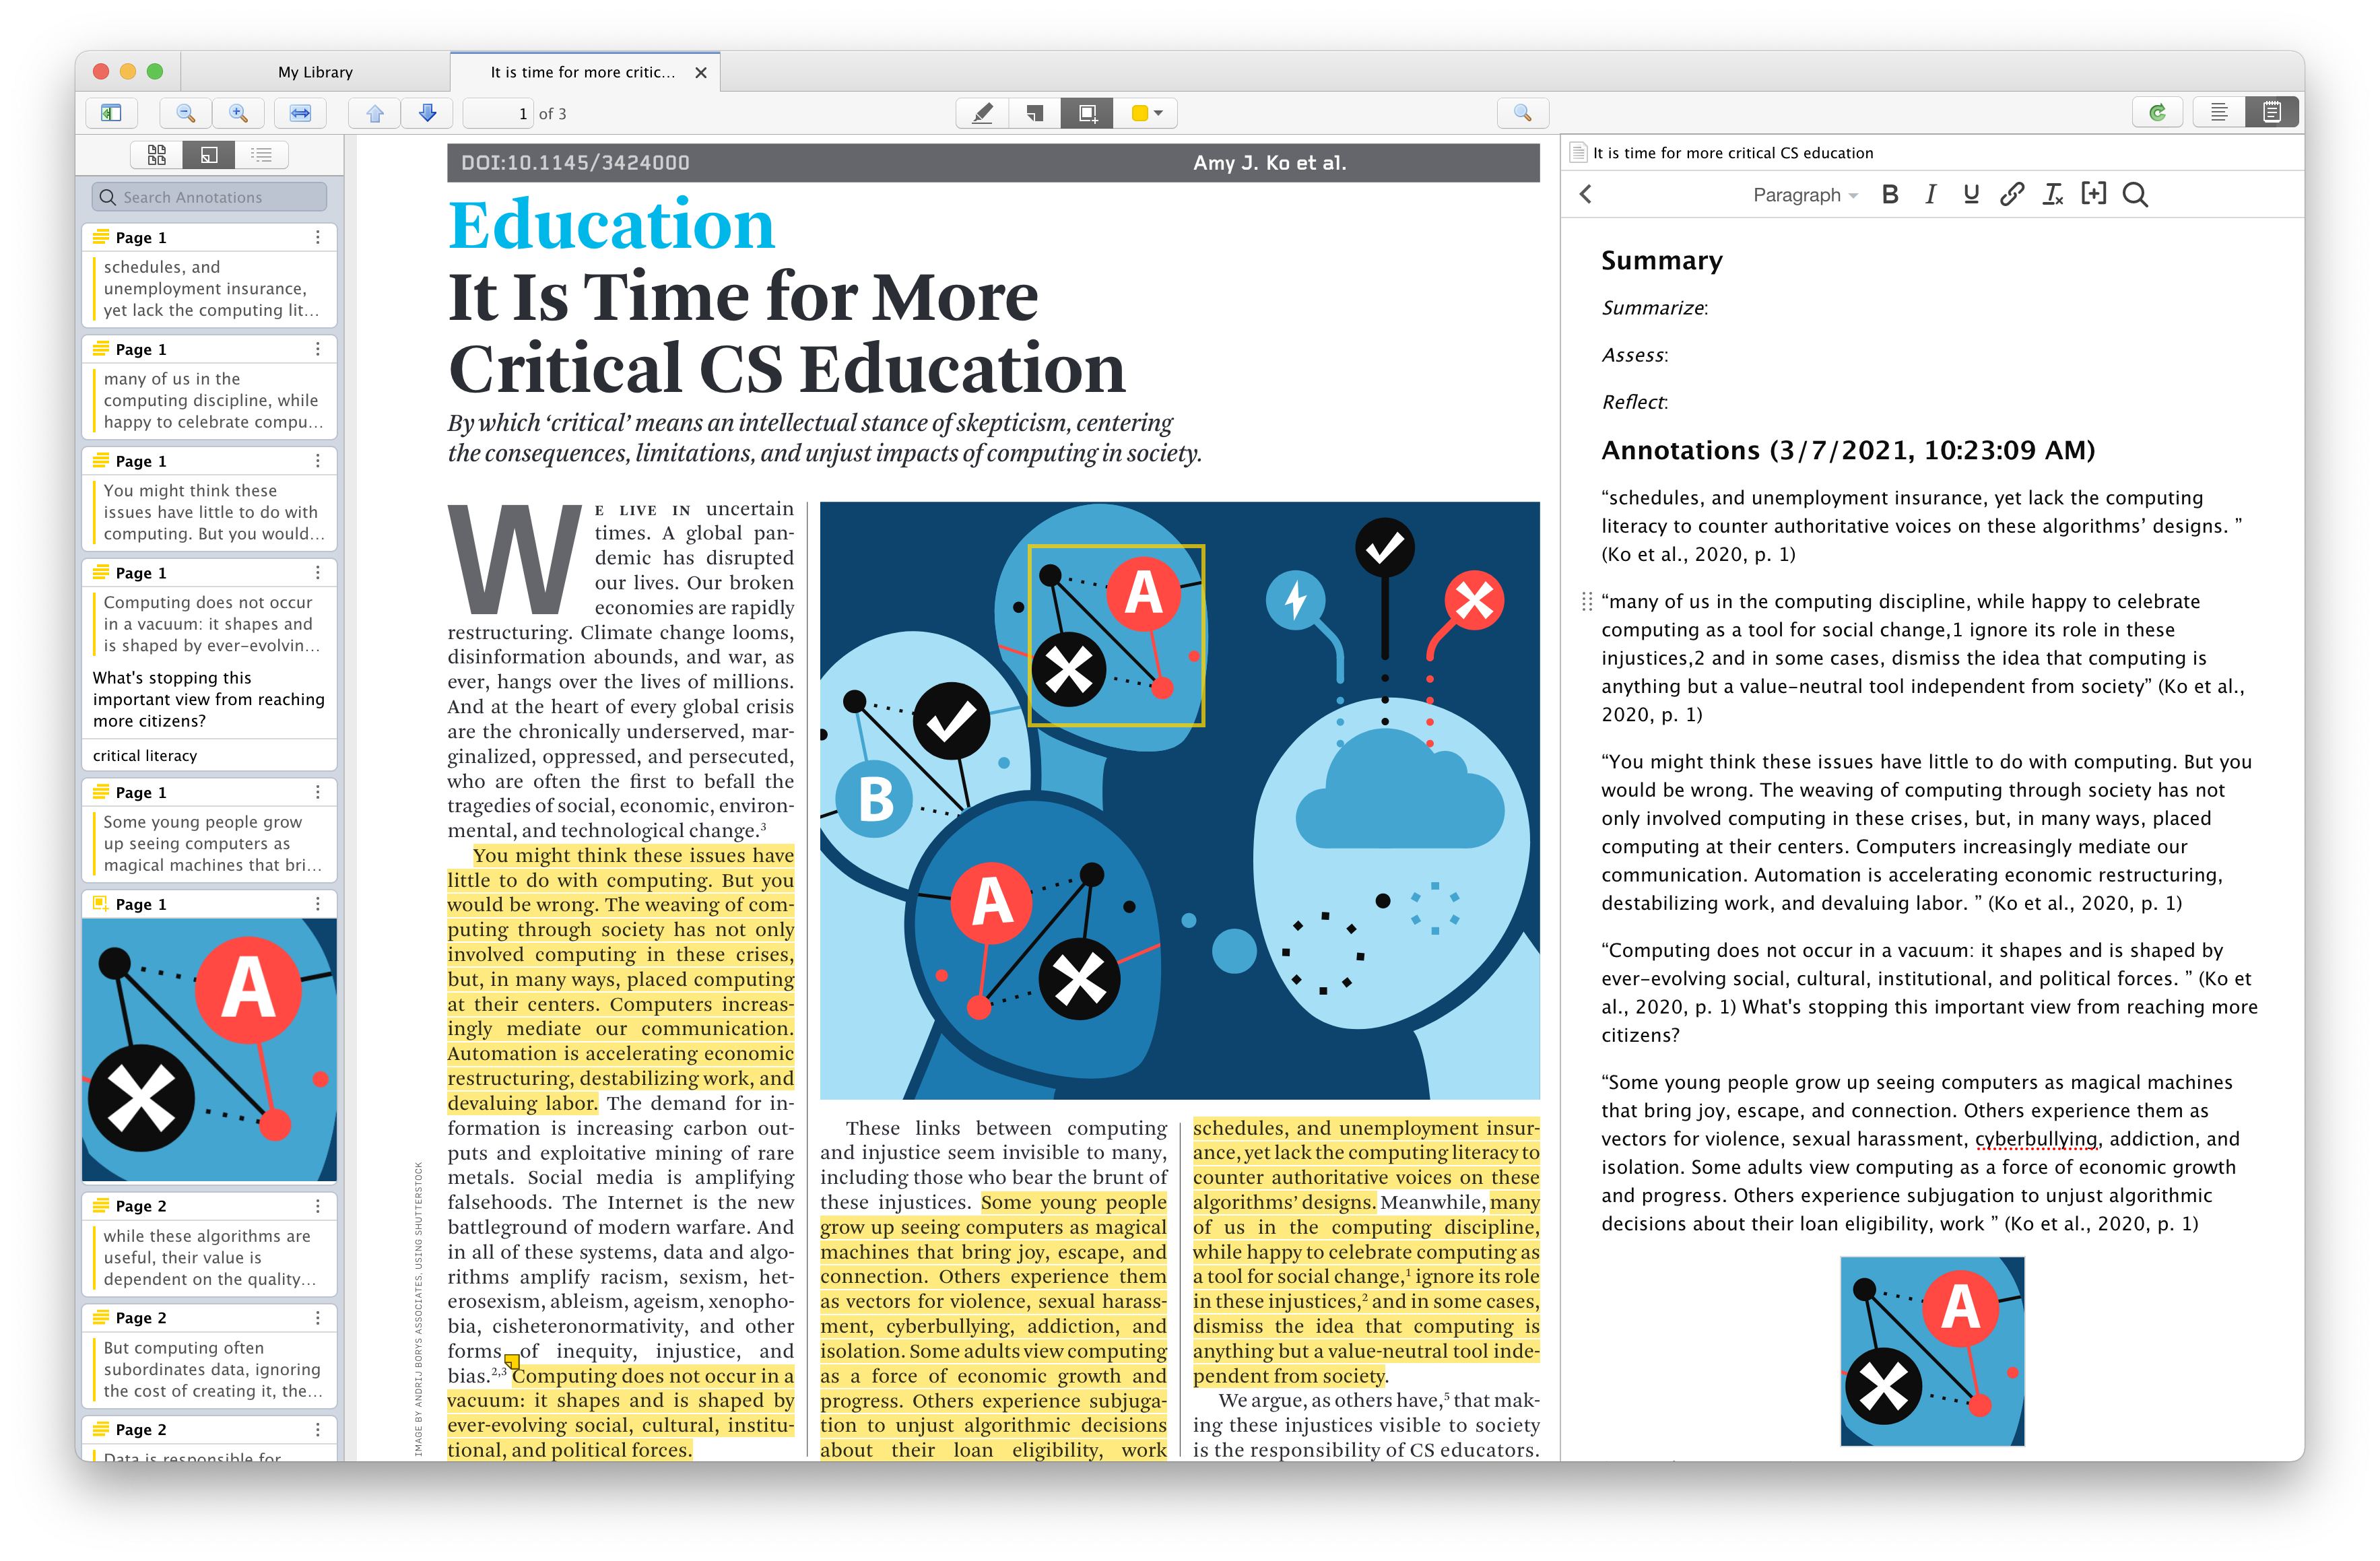 My Library
It is time for more critic...
1 of 3
Search Annotations
Page 1
schedules, and
unemployment insurance,
yet lack the computing lit...
Page 1
many of us in the
computing discipline, while
happy to celebrate compu...
Page 1
You might think these
issues have little to do with
computing. But you would...
Page 1
Computing does not occur
in a vacuum: it shapes and
is shaped by ever-evolvin...
What's stopping this
important view from reaching
more citizens?
critical literacy
Page 1
Some young people grow
up seeing computers as
magical machines that bri...
Page 1
A
Page 2
while these algorithms are
useful, their value is
dependent on the quality...
Page 2
But computing often
subordinates data, ignoring
the cost of creating it, the...
Page 2
Data is responsible for
DOI:10.1145/3424000 Amy J. Ko et al.
Education
It Is Time for More
Critical CS Education
By which ‘critical’ means an intellectual stance of skepticism, centering
the consequences, limitations, and unjust impacts of computing in society.
WE LIVE IN uncertain
times. A global pan-
demic has disrupted
our lives. Our broken
economies are rapidly
restructuring. Climate change looms,
disinformation abounds, and war, as
ever, hangs over the lives of millions.
And at the heart of every global crisis
are the chronically underserved, mar-
ginalized, oppressed, and persecuted,
who are often the first to befall the
tragedies of social, economic, environ-
mental, and technological change.3
You might think these issues have
little to do with computing. But you
would be wrong. The weaving of com-
puting through society has not only
involved computing in these crises,
but, in many ways, placed computing
at their centers. Computers increas-
ingly mediate our communication.
Automation is accelerating economic
restructuring, destabilizing work, and
devaluing labor. The demand for in-
formation is increasing carbon out-
puts and exploitative mining of rare
metals. Social media is amplifying
falsehoods. The Internet is the new
battleground of modern warfare. And
in all of these systems, data and algo-
rithms amplify racism, sexism, het-
erosexism, ableism, ageism, xenopho-
bia, cisheteronormativity, and other
forms of inequity, injustice, and
bias.2,3 Computing does not occur in a
vacuum: it shapes and is shaped by
ever-evolving social, cultural, institu-
tional, and political forces.
IMAGE BY ANDRIJ BORYS ASSOCIATES, USING SHUTTERSTOCK
A
B
A
These links between computing
and injustice seem invisible to many,
including those who bear the brunt of
these injustices. Some young people
grow up seeing computers as magical
machines that bring joy, escape, and
connection. Others experience them
as vectors for violence, sexual harass-
ment, cyberbullying, addiction, and
isolation. Some adults view computing
as a force of economic growth and
progress. Others experience subjuga-
tion to unjust algorithmic decisions
about their loan eligibility, work
schedules, and unemployment insur-
ance, yet lack the computing literacy to
counter authoritative voices on these
algorithms’ designs. Meanwhile, many
of us in the computing discipline,
while happy to celebrate computing as
a tool for social change,1 ignore its role
in these injustices,2 and in some cases,
dismiss the idea that computing is
anything but a value-neutral tool inde-
pendent from society.
We argue, as others have,5 that mak-
ing these injustices visible to society
is the responsibility of CS educators.
It is time for more critical CS education
Paragraph B I U
Summary
Summarize:
Assess:
Reflect:
Annotations (3/7/2021, 10:23:09 AM)
“schedules, and unemployment insurance, yet lack the computing
literacy to counter authoritative voices on these algorithms’ designs. ”
(Ko et al., 2020, p. 1)
“many of us in the computing discipline, while happy to celebrate
computing as a tool for social change,1 ignore its role in these
injustices,2 and in some cases, dismiss the idea that computing is
anything but a value-neutral tool independent from society” (Ko et al.,
2020, p. 1)
“You might think these issues have little to do with computing. But you
would be wrong. The weaving of computing through society has not
only involved computing in these crises, but, in many ways, placed
computing at their centers. Computers increasingly mediate our
communication. Automation is accelerating economic restructuring,
destabilizing work, and devaluing labor. ” (Ko et al., 2020, p. 1)
“Computing does not occur in a vacuum: it shapes and is shaped by
ever-evolving social, cultural, institutional, and political forces. ” (Ko et
al., 2020, p. 1) What's stopping this important view from reaching more
citizens?
“Some young people grow up seeing computers as magical machines
that bring joy, escape, and connection. Others experience them as
vectors for violence, sexual harassment, cyberbullying, addiction, and
isolation. Some adults view computing as a force of economic growth
and progress. Others experience subjugation to unjust algorithmic
decisions about their loan eligibility, work ” (Ko et al., 2020, p. 1)
A